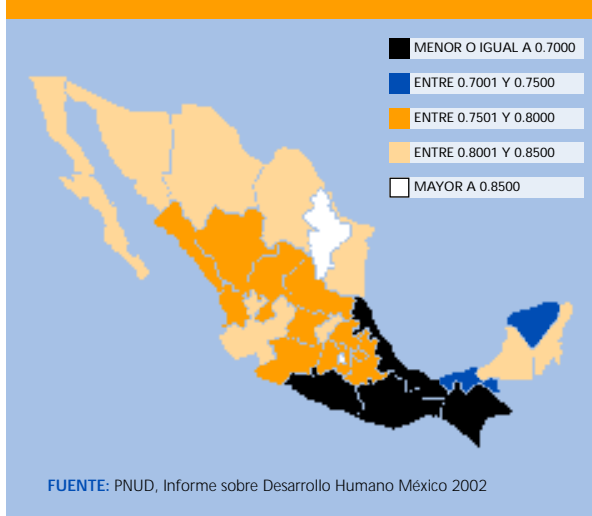 MENOR O IGUAL A 0.7000
ENTRE 0.7001 Y 0.7500
ENTRE 0.7501 Y 0.8000
ENTRE 0.8001 Y 0.8500
MAYOR A 0.8500
FUENTE: PNUD, Informe sobre Desarrollo Humano México 2002